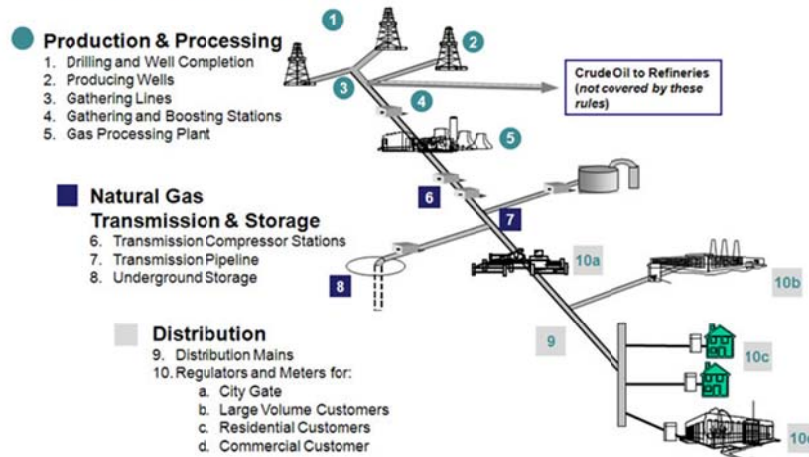 Production & Processing
1. Drilling and Well Completion
2. Producing Wells
3. Gathering Lines
4. Gathering and Boosting Stations
5. Gas Processing Plant
Natural Gas
Transmission & Storage
6. Transmission Compressor Stations
7. Transmission Pipeline
8. Underground Storage
Distribution
9. Distribution Mains
10. Regulators and Meters for:
a. City Gate
b. Large Volume Customers
c. Residential Customers
d. Commercial Customer
1
2
3
4
5
CrudeOil to Refineries
(not covered by these
rules)
6
7
8
10a
10b
9
10c